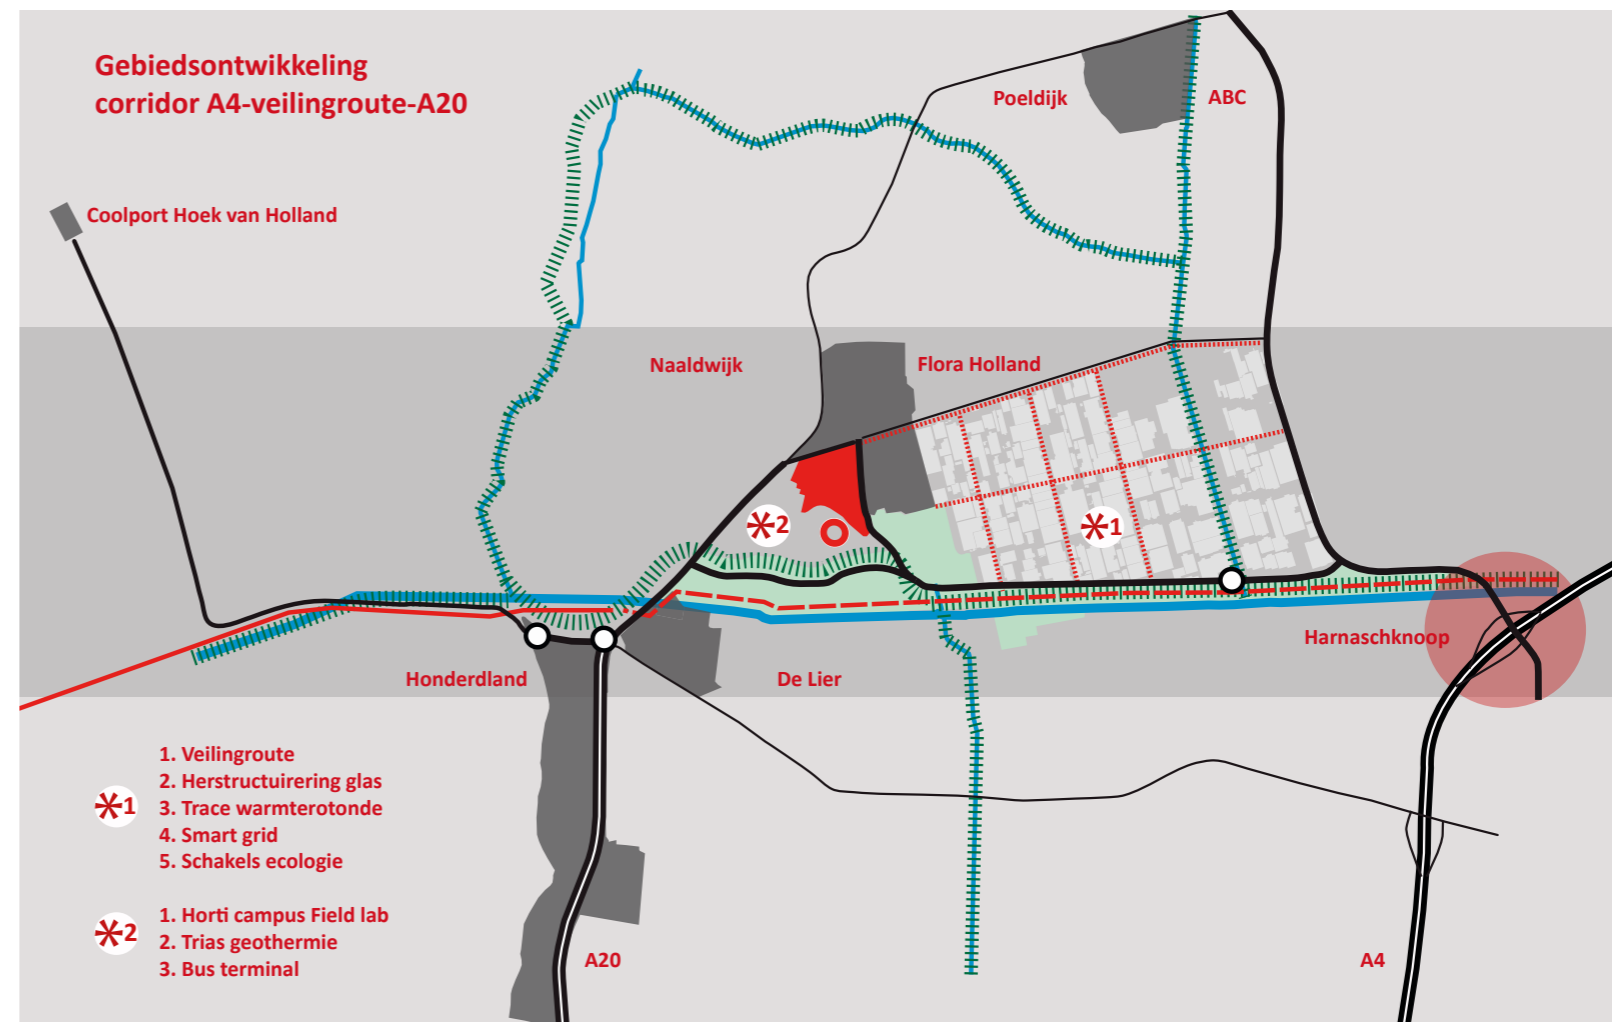 Gebiedsontwikkeling
corridor A4-veilingroute-A20
Poeldijk
ABC
Coolport Hoek van Holland
Naaldwijk
Flora Holland
2
1
Harnaschknoop
Honderdland
De Lier
1
1. Veilingroute
2. Herstructuirering glas
3. Trace warmterotonde
4. Smart grid
5. Schakels ecologie
2
1. Horti campus Field lab
2. Trias geothermie
3. Bus terminal
A20
A4